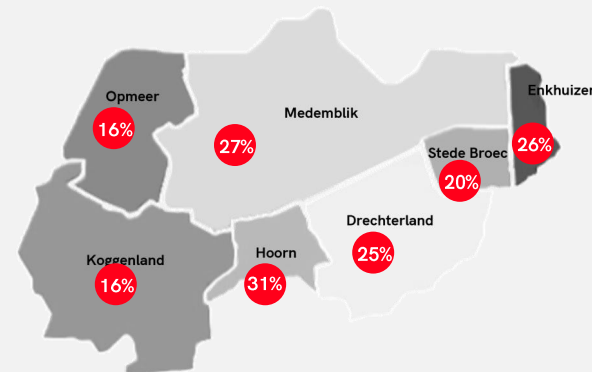 Opmeer
16%
Medemblik
27%
Enkhuizen
26%
Stede Broec
20%
Drechterland
25%
Hoorn
31%
Koggenland
16%